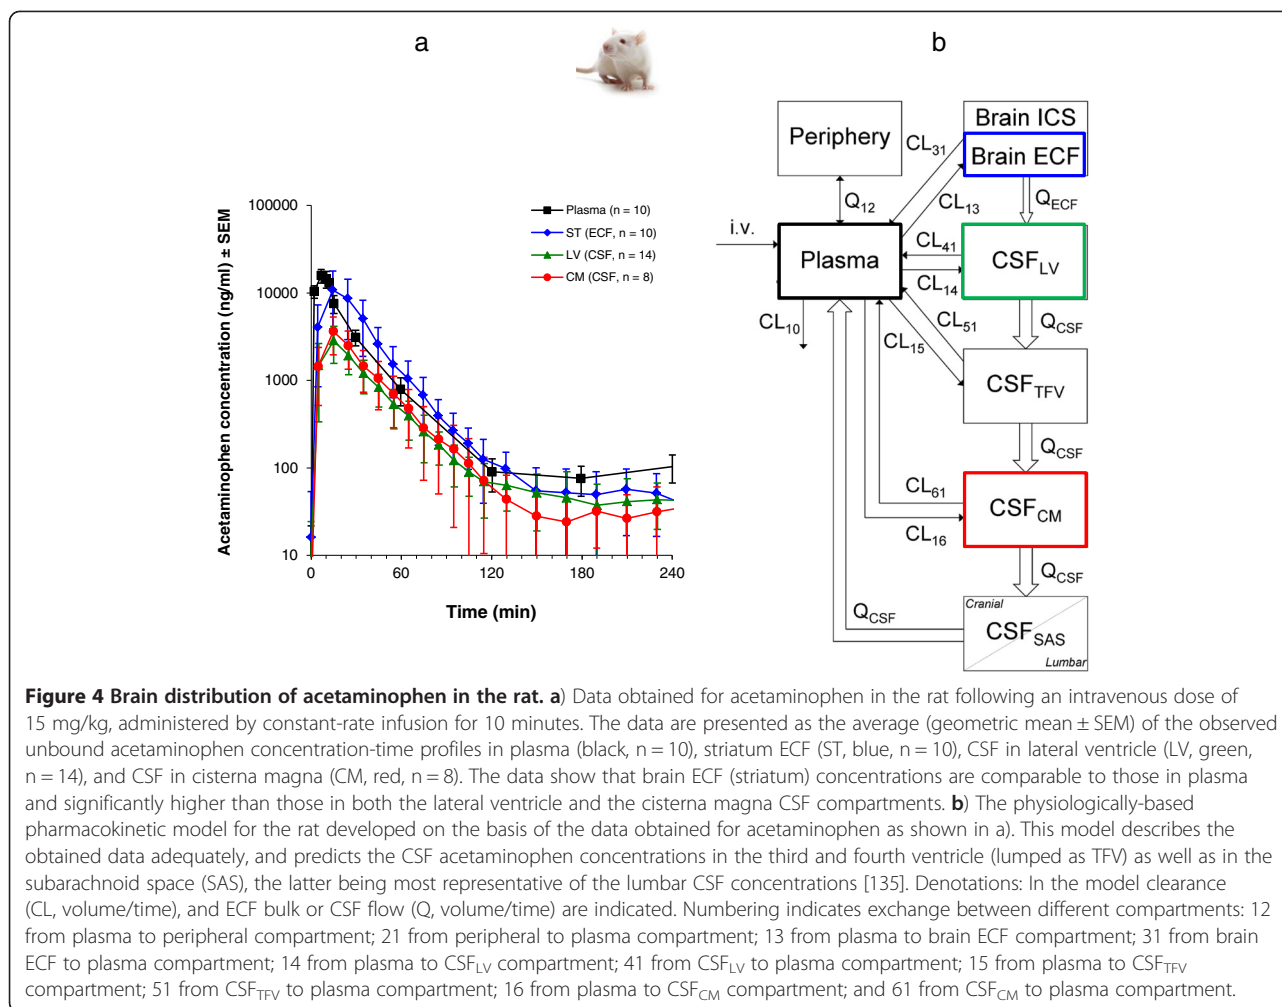 a
b
100000
10000
1000
100
10
0
60
120
180
240
Acetaminophen concentration (ng/ml) ± SEM
Time (min)
Plasma (n = 10)
ST (ECF, n = 10)
LV (CSF, n = 14)
CM (CSF, n = 8)
Periphery
Brain ICS
Brain ECF
CL31
CL13
Q12
QECF
i.v.
Plasma
CL41
CL14
CSFLV
CL10
CL15
CL51
QCSF
CSFTFV
QCSF
CL61
CL16
CSFCM
QCSF
QCSF
Cranial
CSFSAS
Lumbar
Figure 4 Brain distribution of acetaminophen in the rat. a) Data obtained for acetaminophen in the rat following an intravenous dose of
15 mg/kg, administered by constant-rate infusion for 10 minutes. The data are presented as the average (geometric mean ± SEM) of the observed
unbound acetaminophen concentration-time profiles in plasma (black, n = 10), striatum ECF (ST, blue, n = 10), CSF in lateral ventricle (LV, green,
n = 14), and CSF in cisterna magna (CM, red, n = 8). The data show that brain ECF (striatum) concentrations are comparable to those in plasma
and significantly higher than those in both the lateral ventricle and the cisterna magna CSF compartments. b) The physiologically-based
pharmacokinetic model for the rat developed on the basis of the data obtained for acetaminophen as shown in a). This model describes the
obtained data adequately, and predicts the CSF acetaminophen concentrations in the third and fourth ventricle (lumped as TFV) as well as in the
subarachnoid space (SAS), the latter being most representative of the lumbar CSF concentrations [135]. Denotations: In the model clearance
(CL, volume/time), and ECF bulk or CSF flow (Q, volume/time) are indicated. Numbering indicates exchange between different compartments: 12
from plasma to peripheral compartment; 21 from peripheral to plasma compartment; 13 from plasma to brain ECF compartment; 31 from brain
ECF to plasma compartment; 14 from plasma to CSFLV compartment; 41 from CSFLV to plasma compartment; 15 from plasma to CSFTFV
compartment; 51 from CSFTFV to plasma compartment; 16 from plasma to CSFCM compartment; and 61 from CSFCM to plasma compartment.